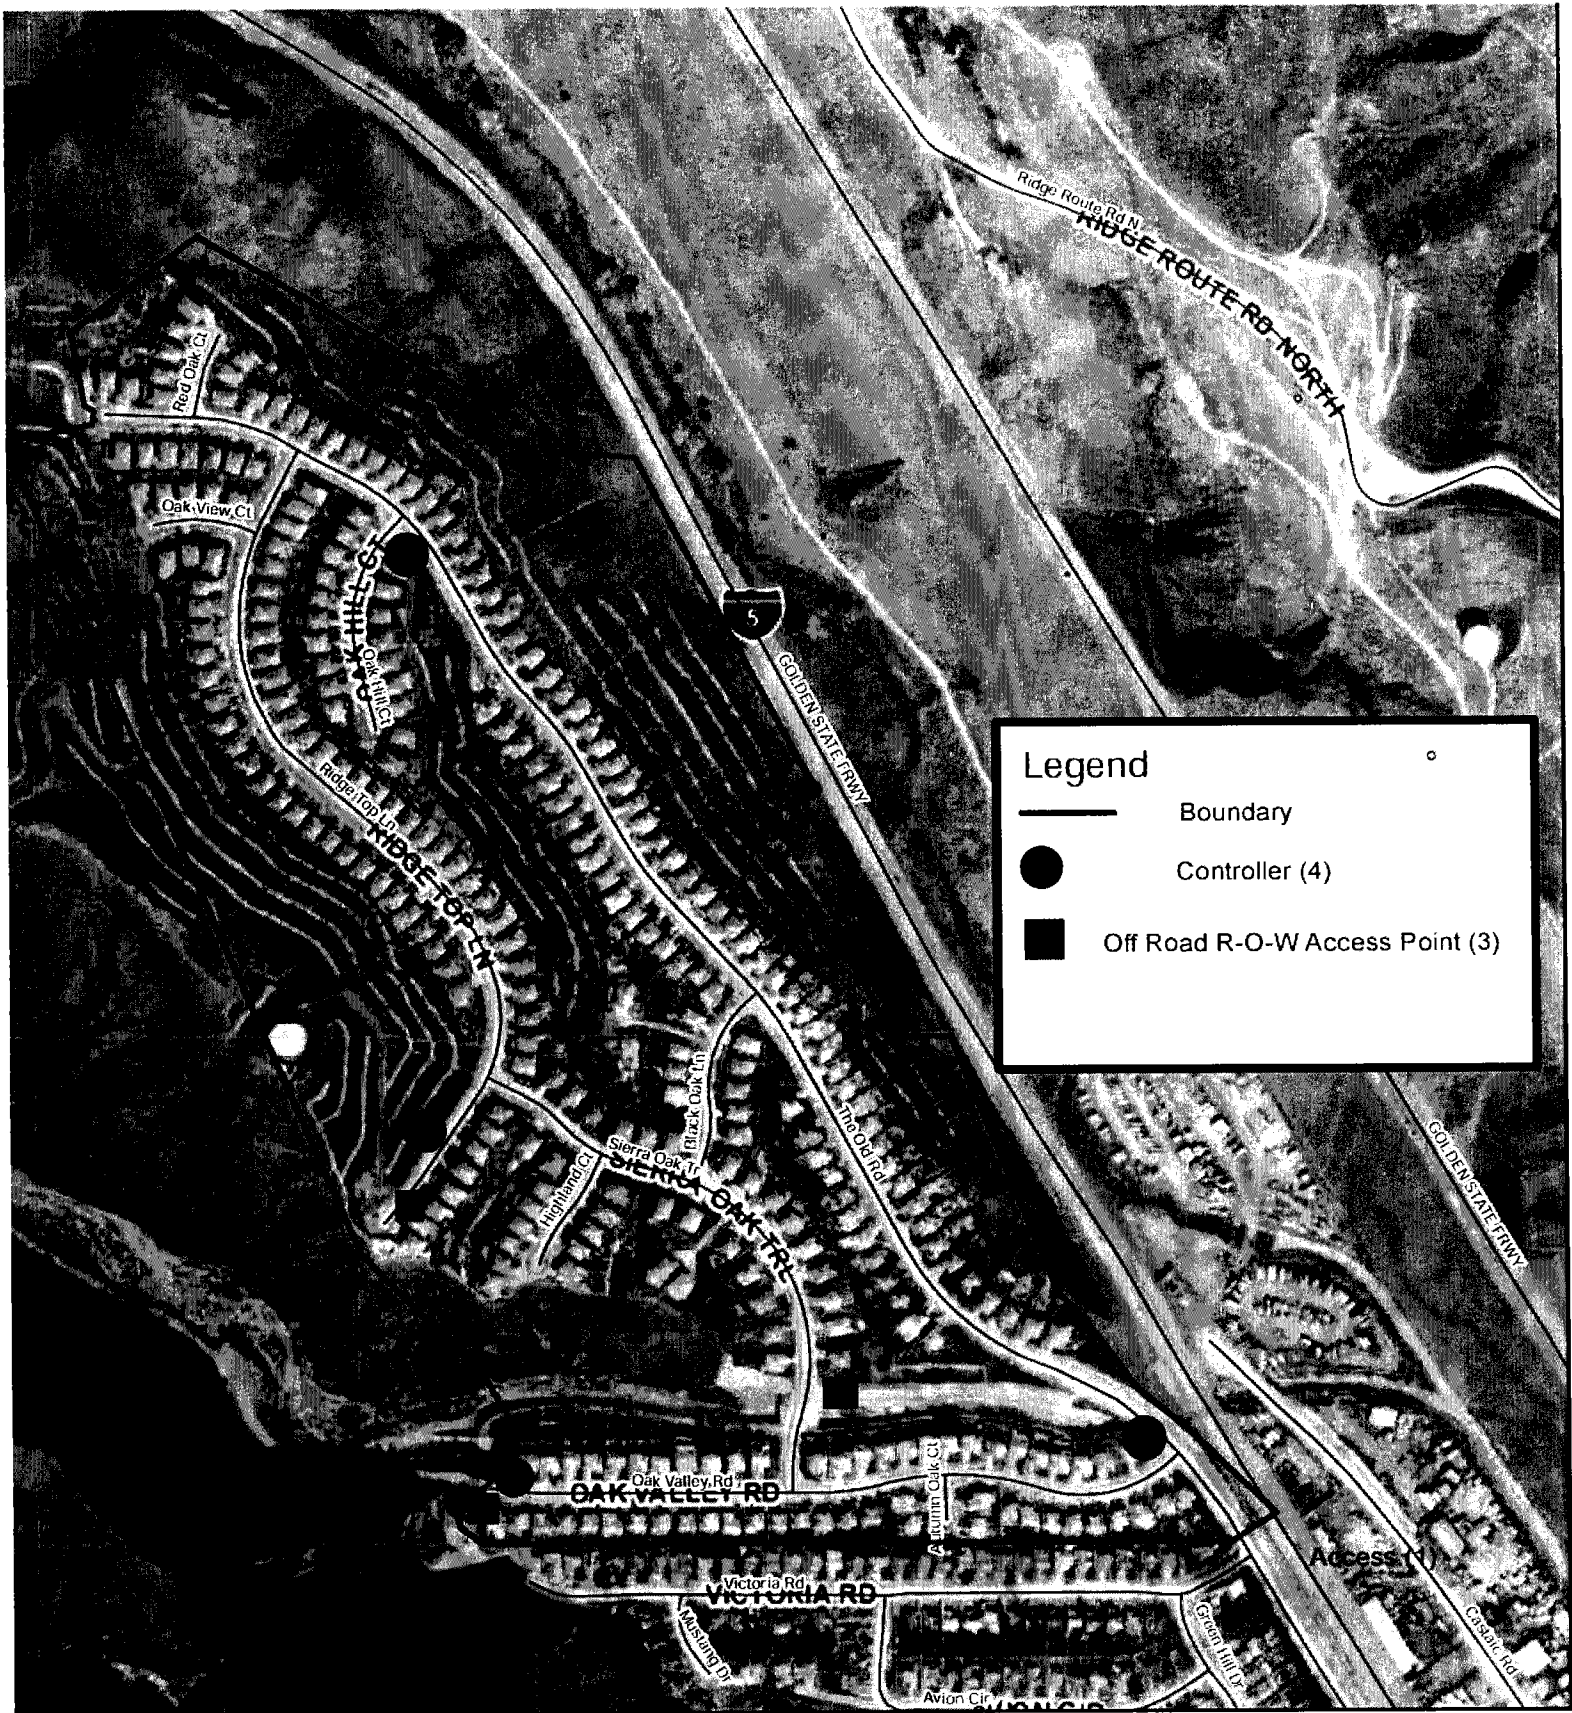 Ridge Route Rd N
RIDGE ROUTE RD NORTH
Red Oak Ct
Oak View Ct
OAK HILL CT
Oak Hill Ct
5
GOLDEN STATE FRWY
Legend
Boundary
Controller (4)
Off Road R-O-W Access Point (3)
Ridge Top Ln
RIDGE TOP LN
Black Oak Ln
The Old Rd
Sierra Oak Tr
SIERRA OAK TRL
Highland Ct
GOLDEN STATE FRWY
Oak Valley Rd
OAK VALLEY RD
Autumn Oak Ct
Access (1)
Victoria Rd
VICTORIA RD
Mustang Dr
Green Hill Dr
Castaic Rd
Avion Cir